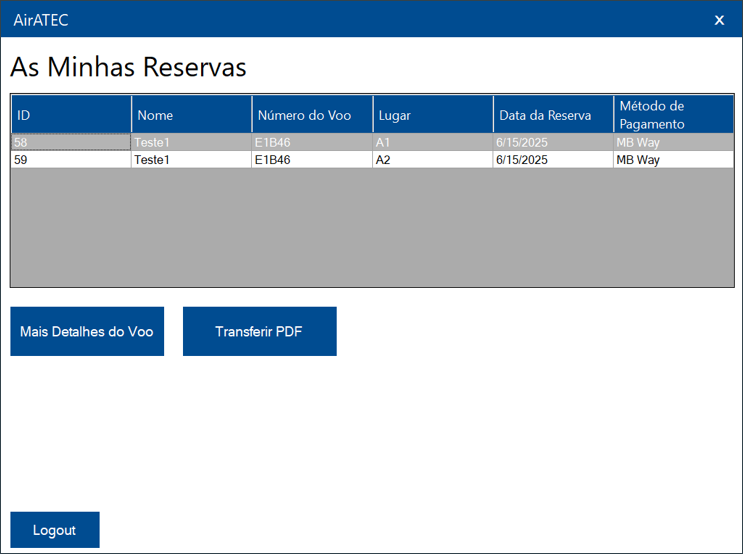 AirATEC x
As Minhas Reservas
ID Nome Número do Voo Lugar Data da Reserva Método de Pagamento
58 Teste1 E1B46 A1 6/15/2025 MB Way
59 Teste1 E1B46 A2 6/15/2025 MB Way
Mais Detalhes do Voo Transferir PDF
Logout